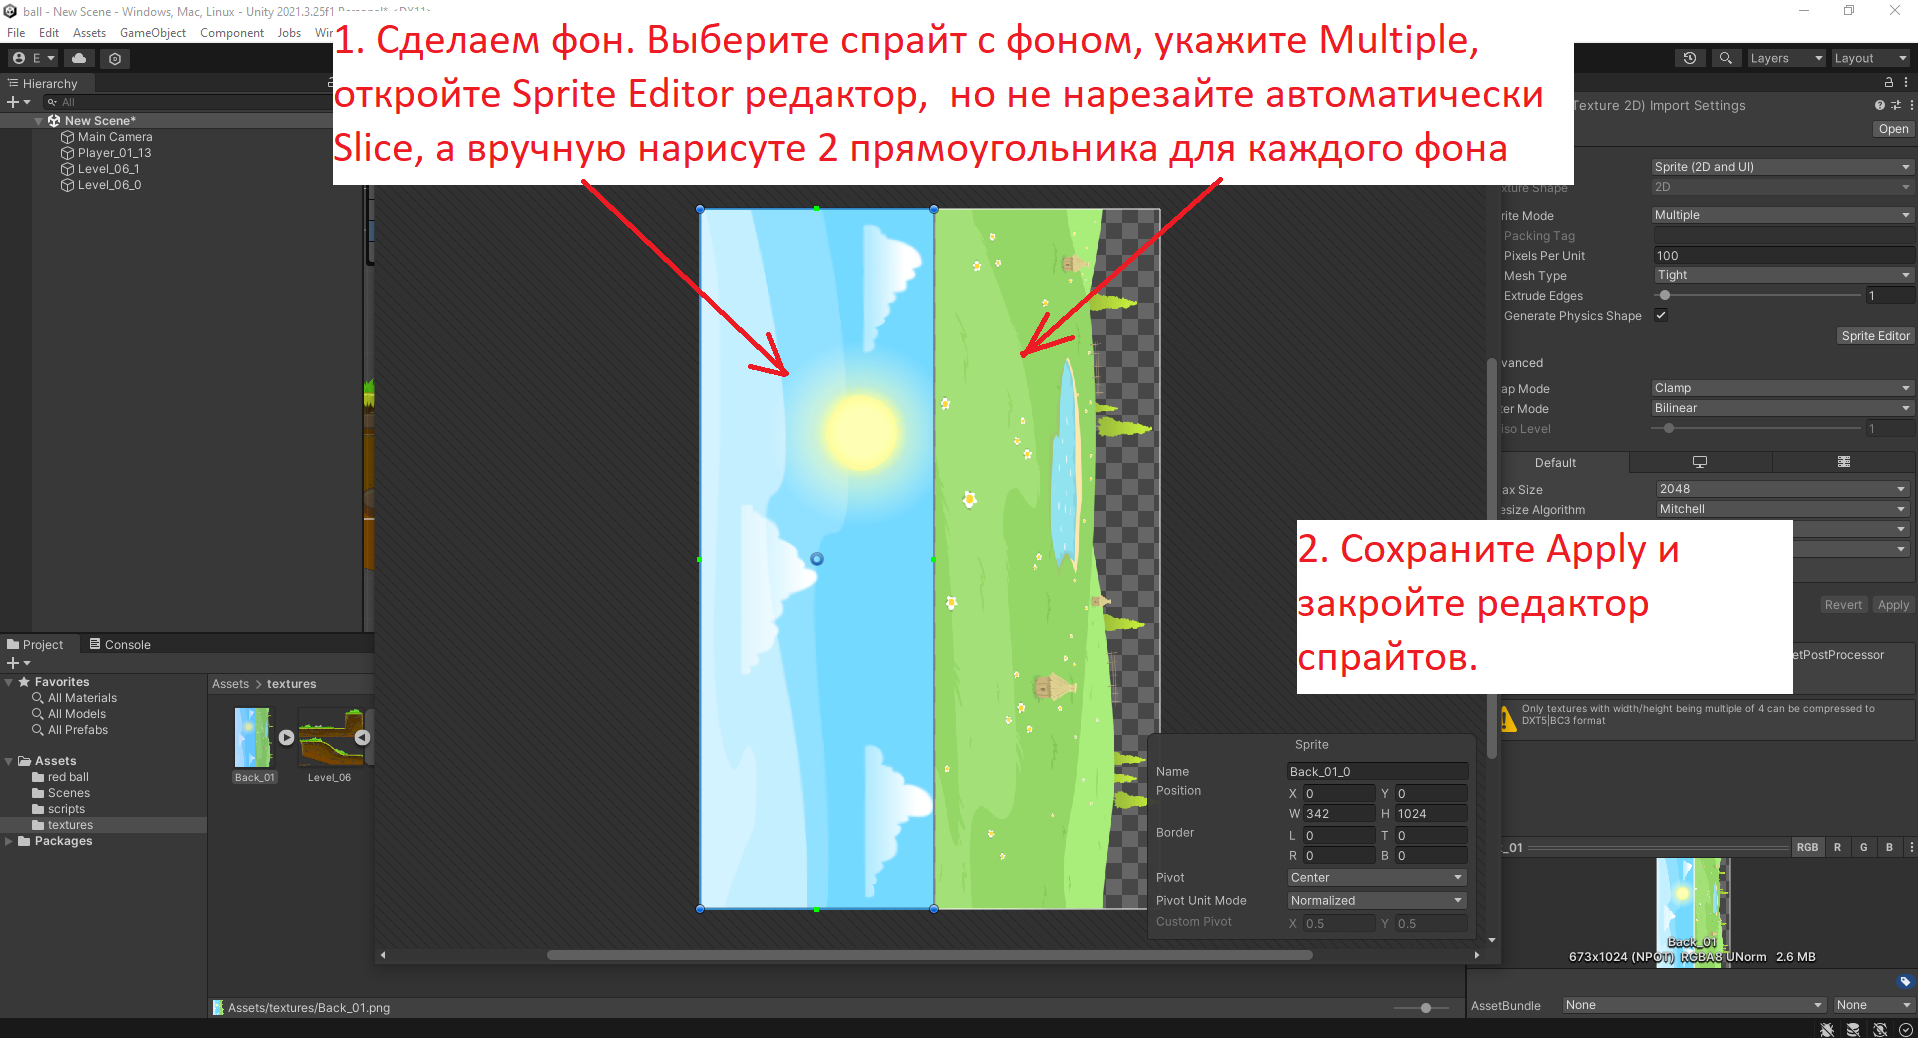 ball - New Scene - Windows, Mac, Linux - Unity 2021.3.25f1 Personal* <DX11>
File Edit Assets GameObject Component Jobs Win
1. Сделаем фон. Выберите спрайт с фоном, укажите Multiple,
откройте Sprite Editor редактор, но не нарезайте автоматически
Slice, а вручную нарисуте 2 прямоугольника для каждого фона
E
Layers Layout
Hierarchy
All
New Scene*
Main Camera
Player_01_13
Level_06_1
Level_06_0
Texture 2D) Import Settings
Open
Sprite (2D and UI)
xture Shape 2D
rite Mode Multiple
Packing Tag
Pixels Per Unit 100
Mesh Type Tight
Extrude Edges 1
Generate Physics Shape
Sprite Editor
vanced
ap Mode Clamp
ter Mode Bilinear
iso Level 1
Default
ax Size 2048
esize Algorithm Mitchell
2. Сохраните Apply и
закройте редактор
спрайтов.
Revert Apply
etPostProcessor
Only textures with width/height being multiple of 4 can be compressed to
DXT5|BC3 format
Project Console
Favorites
All Materials
All Models
All Prefabs
Assets
red ball
Scenes
scripts
textures
Packages
Assets > textures
Back_01 Level_06
Sprite
Name Back_01_0
Position X 0 Y 0
W 342 H 1024
Border L 0 T 0
R 0 B 0
Pivot Center
Pivot Unit Mode Normalized
Custom Pivot X 0.5 Y 0.5
_01 RGB R G B
Back_01
673x1024 (NPOT) RGBA8 UNorm 2.6 MB
Assets/textures/Back_01.png
AssetBundle None None